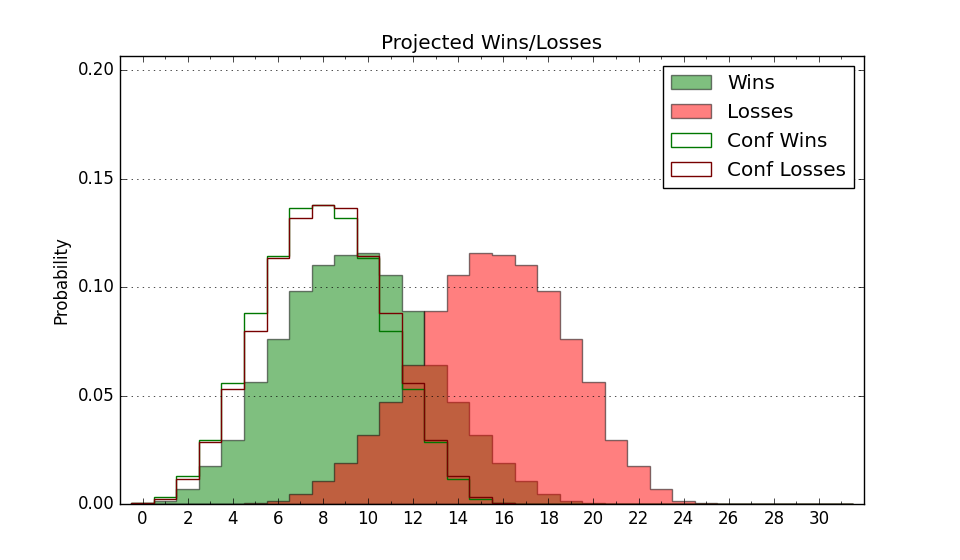 Projected Wins/Losses
Wins
Losses
Conf Wins
Conf Losses
Probability
0.20
0.15
0.10
0.05
0.00
0 2 4 6 8 10 12 14 16 18 20 22 24 26 28 30